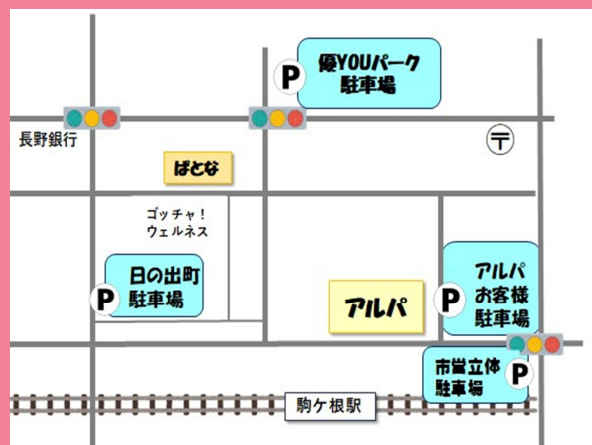 P
優YOUパーク
駐車場
長野銀行
〒
ぱとな
ゴッチャ！
ウェルネス
P
日の出町
駐車場
アルパ
P
アルパ
お客様
駐車場
市営立体
駐車場
P
駒ケ根駅